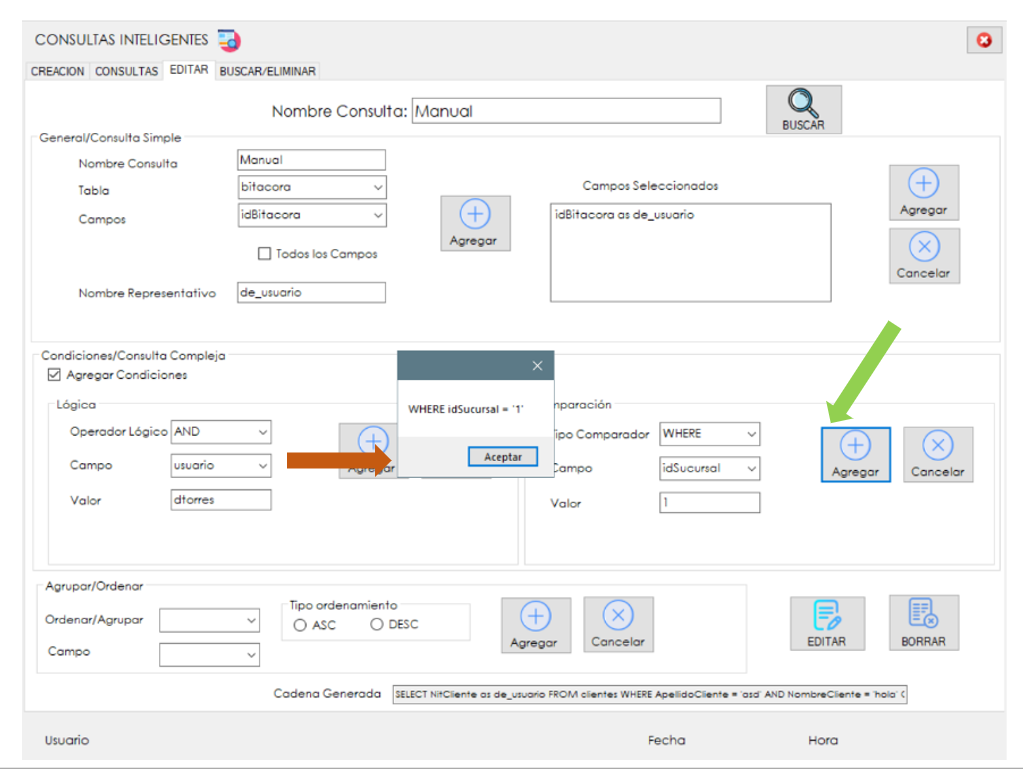 CONSULTAS INTELIGENTES
CREACION CONSULTAS EDITAR BUSCAR/ELIMINAR
Nombre Consulta: Manual
BUSCAR
General/Consulta Simple
Nombre Consulta Manual
Tabla bitacora
Campos idBitacora
Agregar
Todos los Campos
Nombre Representativo de_usuario
Campos Seleccionados
idBitacora as de_usuario
Agregar
Cancelar
Condiciones/Consulta Compleja
Agregar Condiciones
Lógica
Operador Lógico AND
Campo usuario
Valor dtorres
Agregar
WHERE idSucursal = '1'
Aceptar
mparación
ipo Comparador WHERE
Campo idSucursal
Valor 1
Agregar
Cancelar
Agrupar/Ordenar
Ordenar/Agrupar
Campo
Tipo ordenamiento
ASC DESC
Agregar
Cancelar
EDITAR
BORRAR
Cadena Generada SELECT NitCliente as de_usuario FROM clientes WHERE ApellidoCliente = 'asd' AND NombreCliente = 'hola'
Usuario Fecha Hora